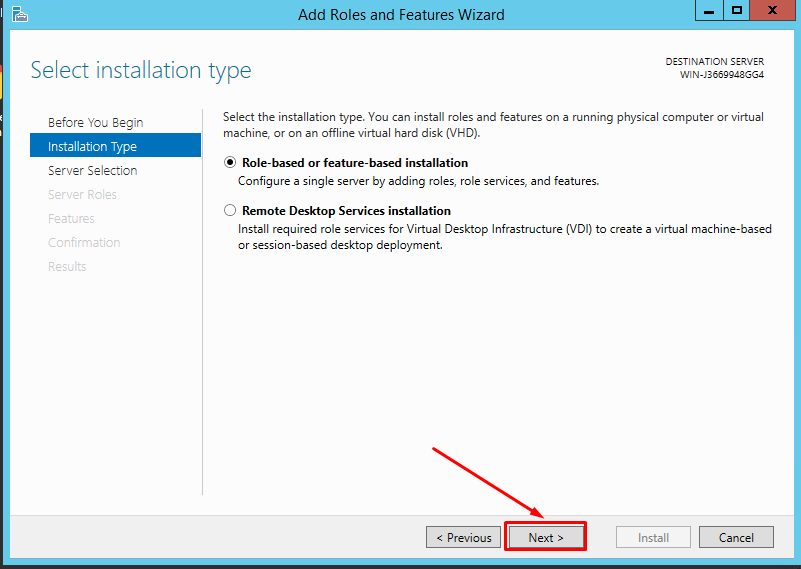 Add Roles and Features Wizard
Select installation type
DESTINATION SERVER
WIN-J3669948GG4
Before You Begin
Installation Type
Server Selection
Server Roles
Features
Confirmation
Results
Select the installation type. You can install roles and features on a running physical computer or virtual
machine, or on an offline virtual hard disk (VHD).
Role-based or feature-based installation
Configure a single server by adding roles, role services, and features.
Remote Desktop Services installation
Install required role services for Virtual Desktop Infrastructure (VDI) to create a virtual machine-based
or session-based desktop deployment.
< Previous
Next >
Install
Cancel